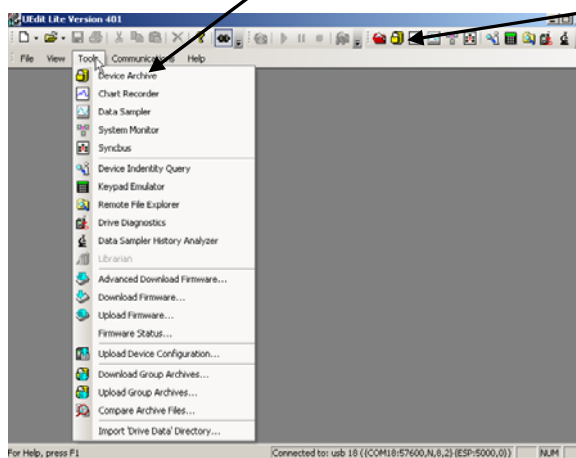 UEdit Lite Version 401
File View Tools Communications Help
Device Archive
Chart Recorder
Data Sampler
System Monitor
Syncbus
Device Indentity Query
Keypad Emulator
Remote File Explorer
Drive Diagnostics
Data Sampler History Analyzer
Librarian
Advanced Download Firmware...
Download Firmware...
Upload Firmware...
Firmware Status...
Upload Device Configuration...
Download Group Archives...
Upload Group Archives...
Compare Archive Files...
Import 'Drive Data' Directory...
For Help, press F1 Connected to: usb 18 ((COM18:57600,N,8,2)-(ESP:5000,0)) NUM